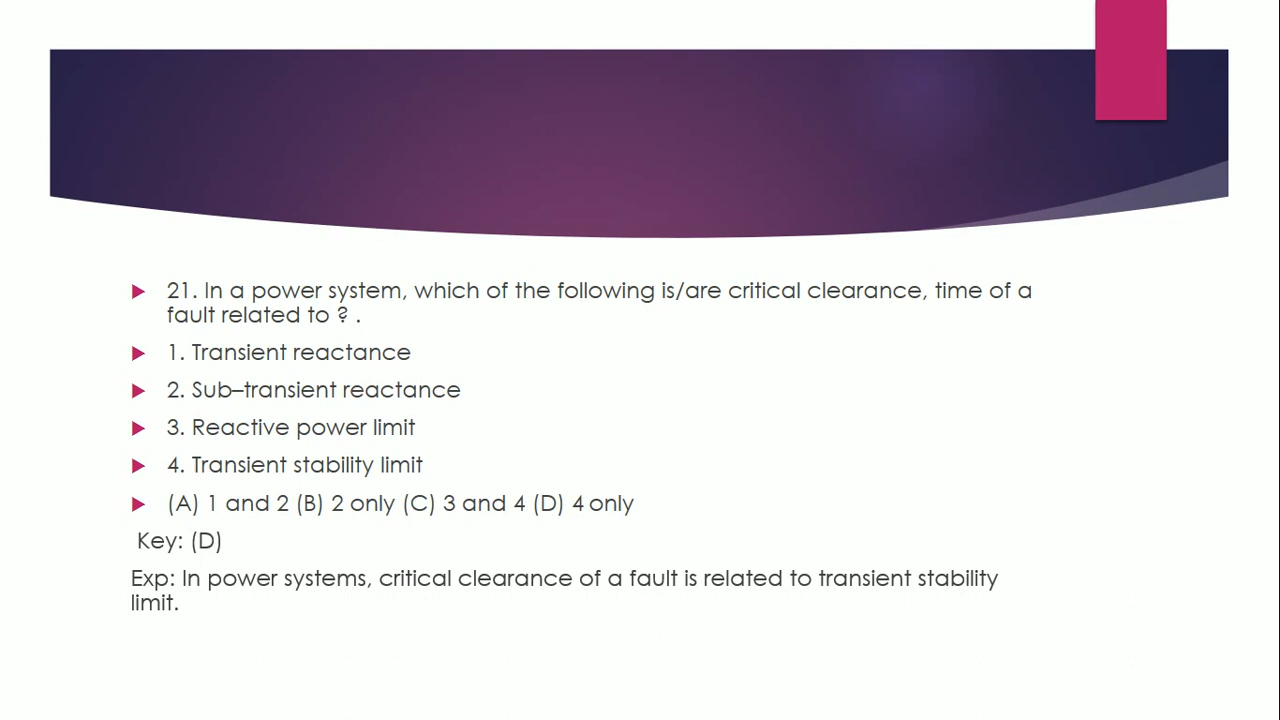 21. In a power system, which of the following is/are critical clearance, time of a
fault related to ? .
1. Transient reactance
2. Sub–transient reactance
3. Reactive power limit
4. Transient stability limit
(A) 1 and 2 (B) 2 only (C) 3 and 4 (D) 4 only
Key: (D)
Exp: In power systems, critical clearance of a fault is related to transient stability
limit.